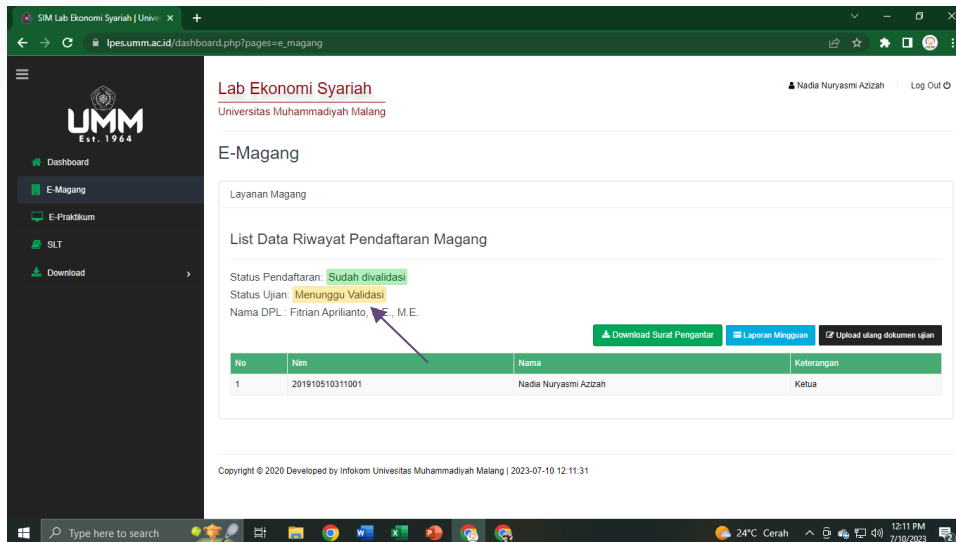 SIM Lab Ekonomi Syariah | Unive
lpes.umm.ac.id/dashboard.php?pages=e_magang
UMM
Est. 1964
Dashboard
E-Magang
E-Praktikum
SLT
Download
Lab Ekonomi Syariah
Universitas Muhammadiyah Malang
Nadia Nuryasmi Azizah
Log Out
E-Magang
Layanan Magang
List Data Riwayat Pendaftaran Magang
Status Pendaftaran: Sudah divalidasi
Status Ujian: Menunggu Validasi
Nama DPL : Fitrian Aprilianto, .E., M.E.
Download Surat Pengantar
Laporan Mingguan
Upload ulang dokumen ujian
No Nim Nama Keterangan
1 201910510311001 Nadia Nuryasmi Azizah Ketua
Copyright © 2020 Developed by Infokom Univesitas Muhammadiyah Malang | 2023-07-10 12:11:31
Type here to search
24°C Cerah
12:11 PM
7/10/2023